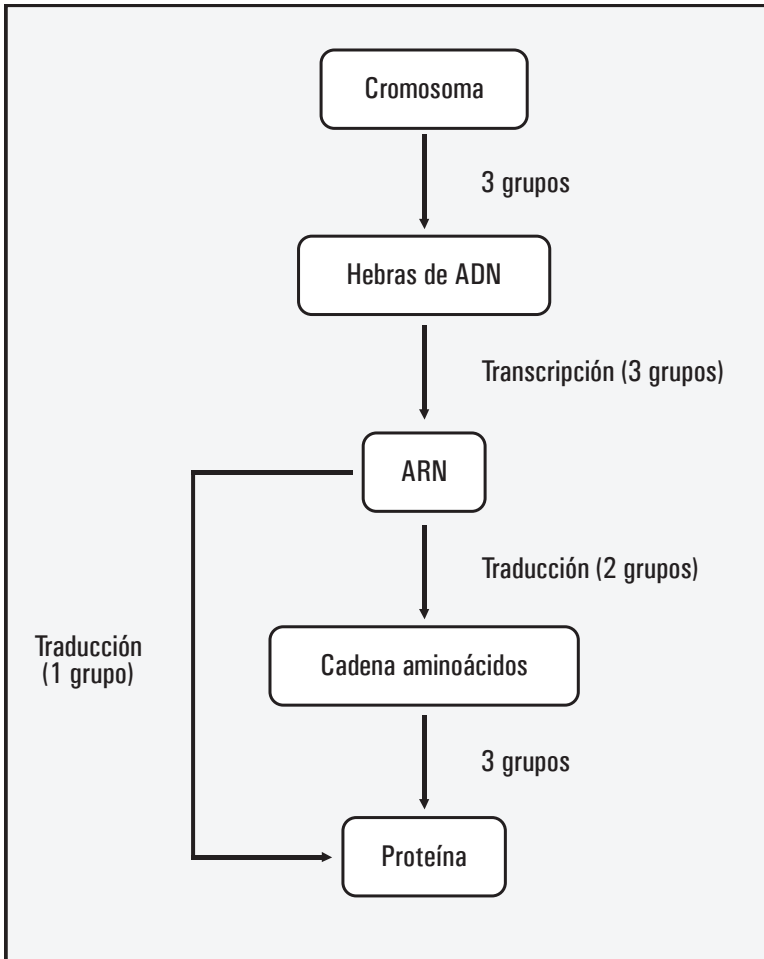 Cromosoma
3 grupos
Hebras de ADN
Transcripción (3 grupos)
ARN
Traducción (2 grupos)
Traducción
(1 grupo)
Cadena aminoácidos
3 grupos
Proteína